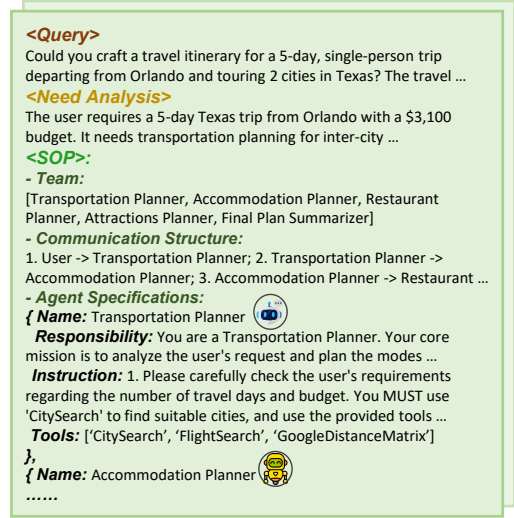 <Query>
Could you craft a travel itinerary for a 5-day, single-person trip
departing from Orlando and touring 2 cities in Texas? The travel ...
<Need Analysis>
The user requires a 5-day Texas trip from Orlando with a $3,100
budget. It needs transportation planning for inter-city ...
<SOP>:
- Team:
[Transportation Planner, Accommodation Planner, Restaurant
Planner, Attractions Planner, Final Plan Summarizer]
- Communication Structure:
1. User -> Transportation Planner; 2. Transportation Planner ->
Accommodation Planner; 3. Accommodation Planner -> Restaurant ...
- Agent Specifications:
{ Name: Transportation Planner
Responsibility: You are a Transportation Planner. Your core
mission is to analyze the user's request and plan the modes ...
Instruction: 1. Please carefully check the user's requirements
regarding the number of travel days and budget. You MUST use
'CitySearch' to find suitable cities, and use the provided tools ...
Tools: ['CitySearch', 'FlightSearch', 'GoogleDistanceMatrix']
},
{ Name: Accommodation Planner
......